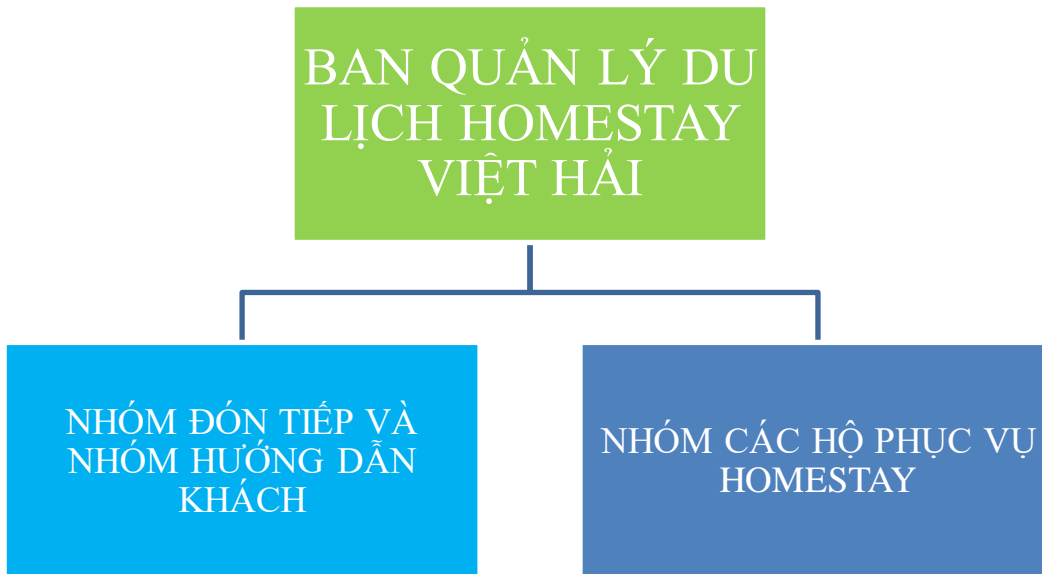 BAN QUẢN LÝ DU
LỊCH HOMESTAY
VIỆT HẢI
NHÓM ĐÓN TIẾP VÀ
NHÓM HƯỚNG DẪN
KHÁCH
NHÓM CÁC HỘ PHỤC VỤ
HOMESTAY